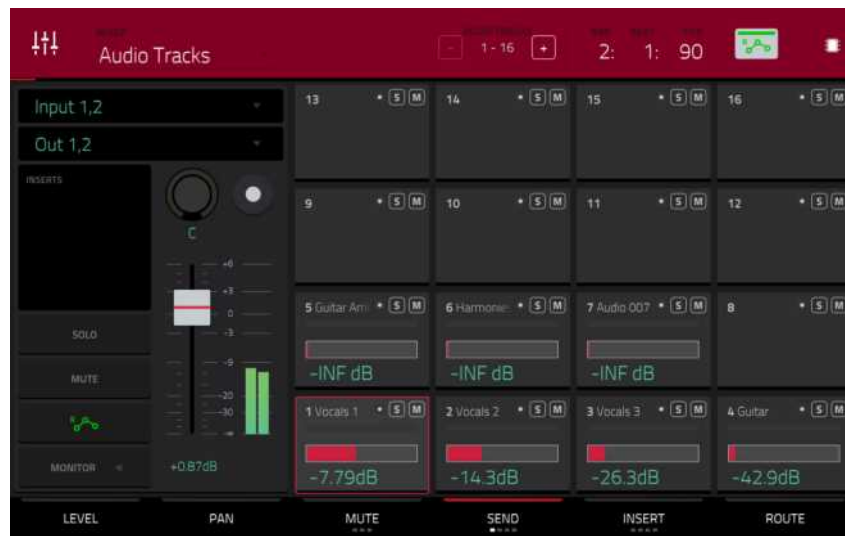 Audio Tracks
- 1 - 16 +
2: 1: 90
Input 1,2
Out 1,2
INSERTS
C
+6
+3
0
-3
-9
-20
-30
-∞
SOLO
MUTE
MONITOR
+0.87dB
13 S M
14 S M
15 S M
16 S M
9 S M
10 S M
11 S M
12 S M
5 Guitar S M
6 S M
7 Audio 007 S M
8 S M
-INF dB
-INF dB
-INF dB
1 Vocals 1 S M
2 Vocals 2 S M
3 Vocals 3 S M
4 Guitar S M
-7.79dB
-14.3dB
-26.3dB
-42.9dB
LEVEL
PAN
MUTE
SEND
INSERT
ROUTE